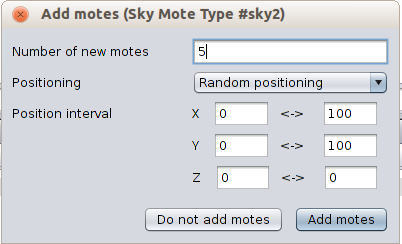 Add motes (Sky Mote Type #sky2)
Number of new motes 5
Positioning Random positioning
Position interval X 0 <-> 100
Y 0 <-> 100
Z 0 <-> 0
Do not add motes Add motes